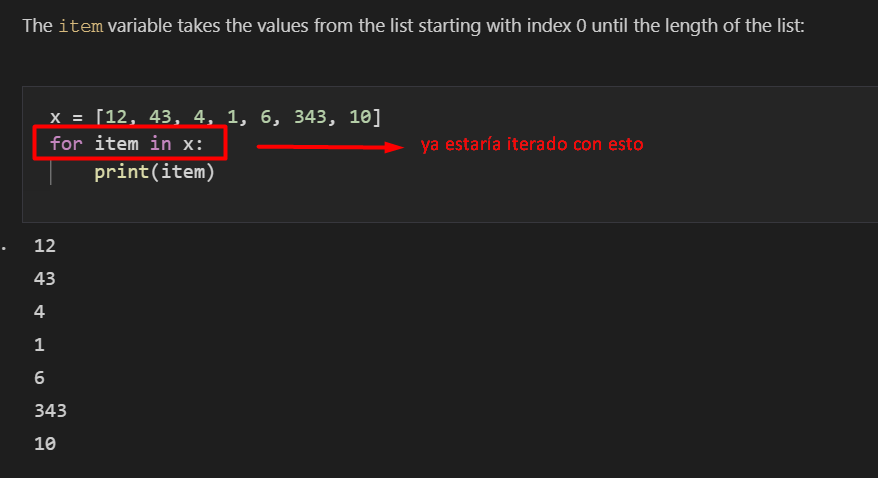 The item variable takes the values from the list starting with index 0 until the length of the list:
x = [12, 43, 4, 1, 6, 343, 10]
for item in x:
ya estaría iterado con esto
print(item)
12
43
4
1
6
343
10